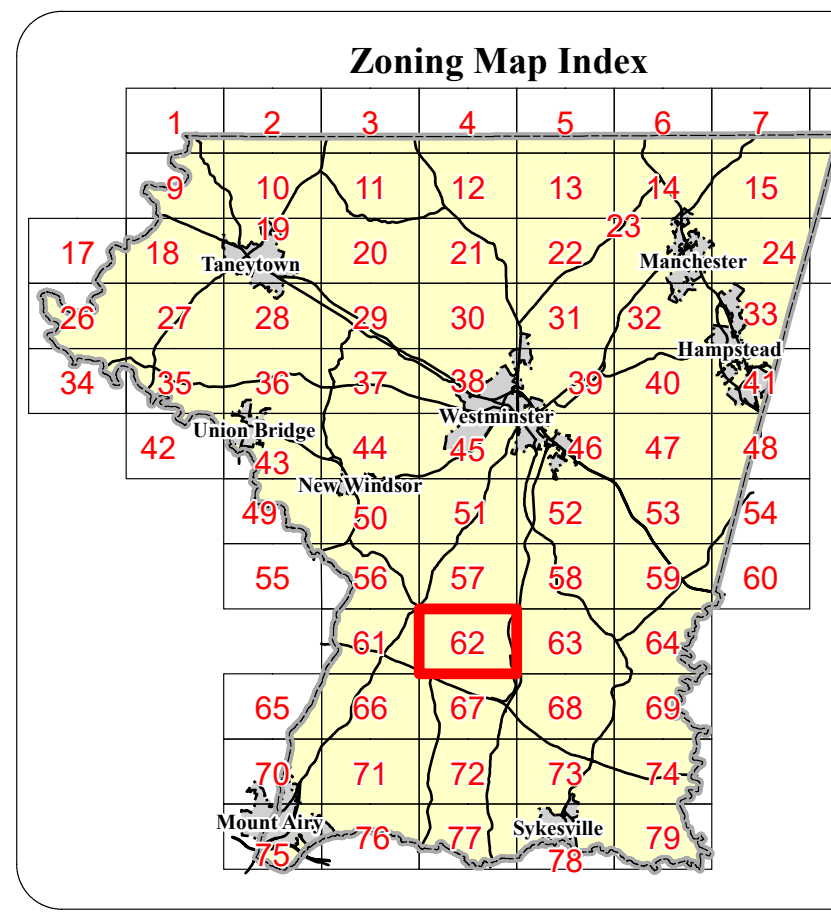 Zoning Map Index
1 2 3 4 5 6 7
9 10 11 12 13 14 15
17 18 19 20 21 22 23 24
Taneytown
Manchester
26 27 28 29 30 31 32 33
Hampstead
34 35 36 37 38 39 40 41
Westminster
Union Bridge
42 43 44 45 46 47 48
New Windsor
49 50 51 52 53 54
55 56 57 58 59 60
61 62 63 64
65 66 67 68 69
70 71 72 73 74
Mount Airy
Sykesville
75 76 77 78 79